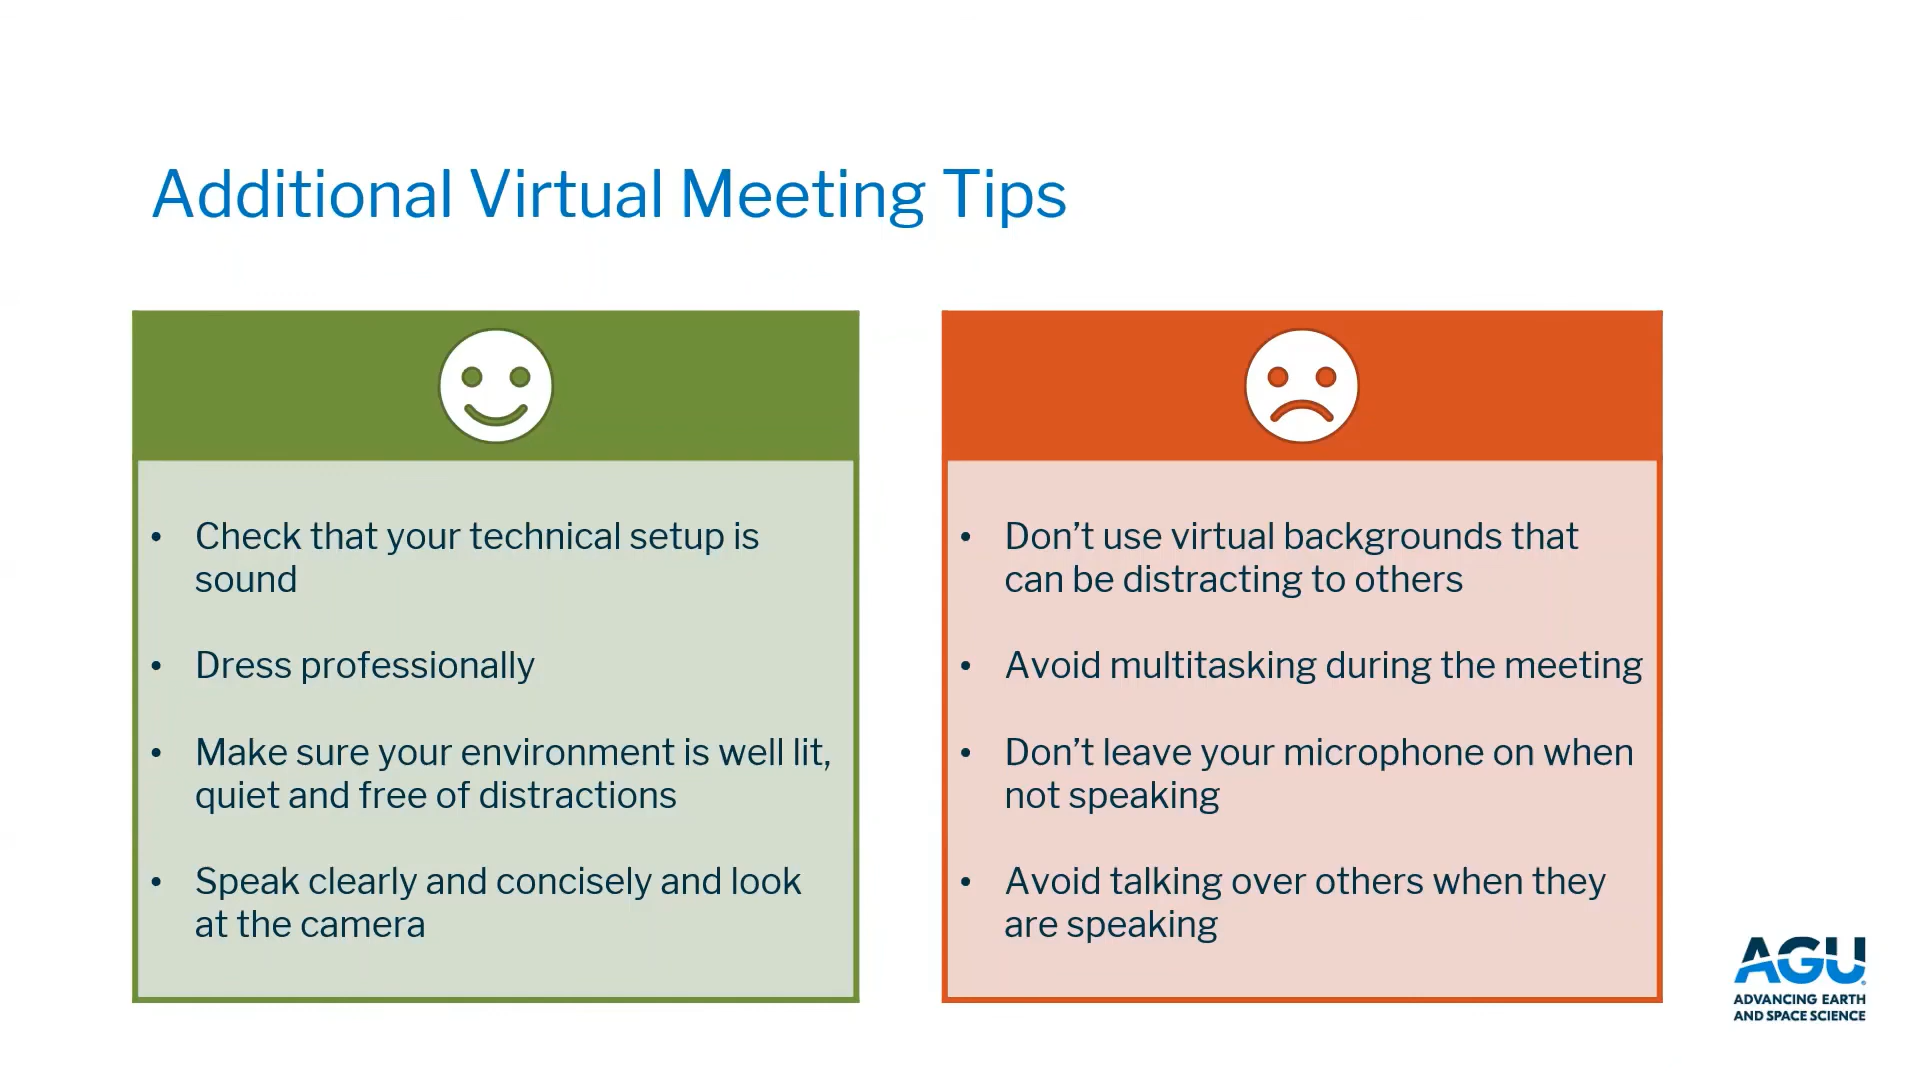 Additional Virtual Meeting Tips
• Check that your technical setup is
sound
• Dress professionally
• Make sure your environment is well lit,
quiet and free of distractions
• Speak clearly and concisely and look
at the camera
• Don’t use virtual backgrounds that
can be distracting to others
• Avoid multitasking during the meeting
• Don’t leave your microphone on when
not speaking
• Avoid talking over others when they
are speaking
AGU
ADVANCING EARTH
AND SPACE SCIENCE